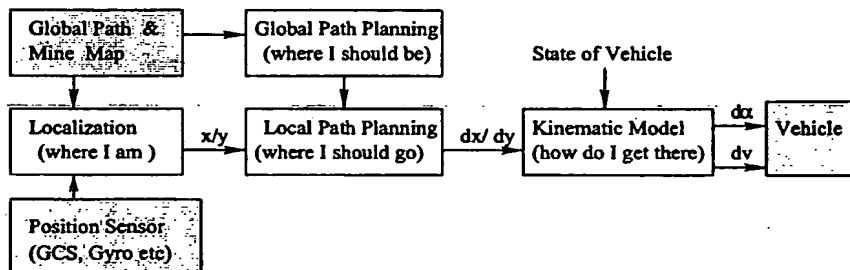 Global Path &
Mine Map
Global Path Planning
(where I should be)
State of Vehicle
Localization
(where I am )
x/y
Local Path Planning
(where I should go)
dx/ dy
Kinematic Model
(how do I get there)
dα
dv
Vehicle
Position Sensor
(GCS, Gyro etc)